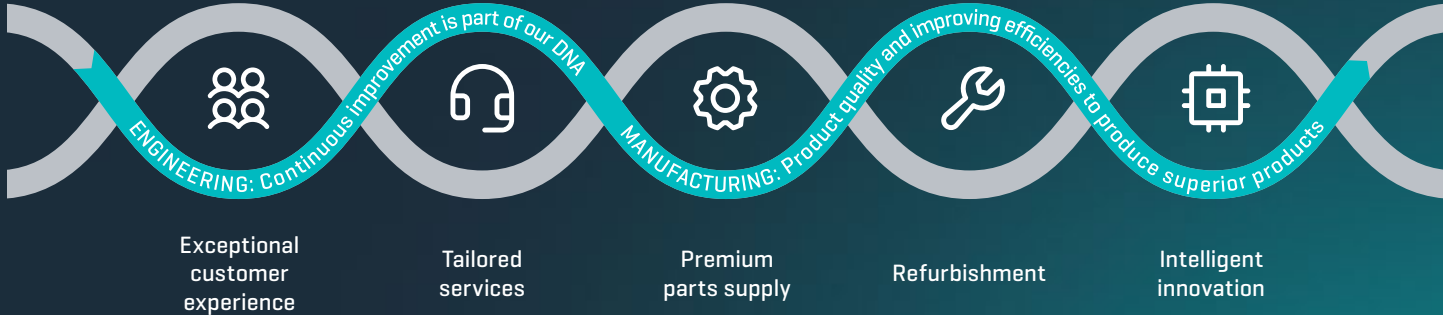 ENGINEERING: Continuous improvement is part of our DNA
MANUFACTURING: Product quality and improving efficiencies to produce superior products
Exceptional
customer
experience
Tailored
services
Premium
parts supply
Refurbishment
Intelligent
innovation